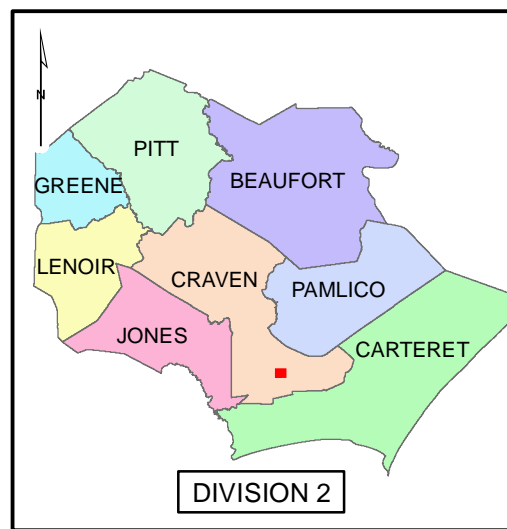 N
PITT
GREENE
BEAUFORT
LENOIR
CRAVEN
PAMLICO
JONES
CARTERET
DIVISION 2